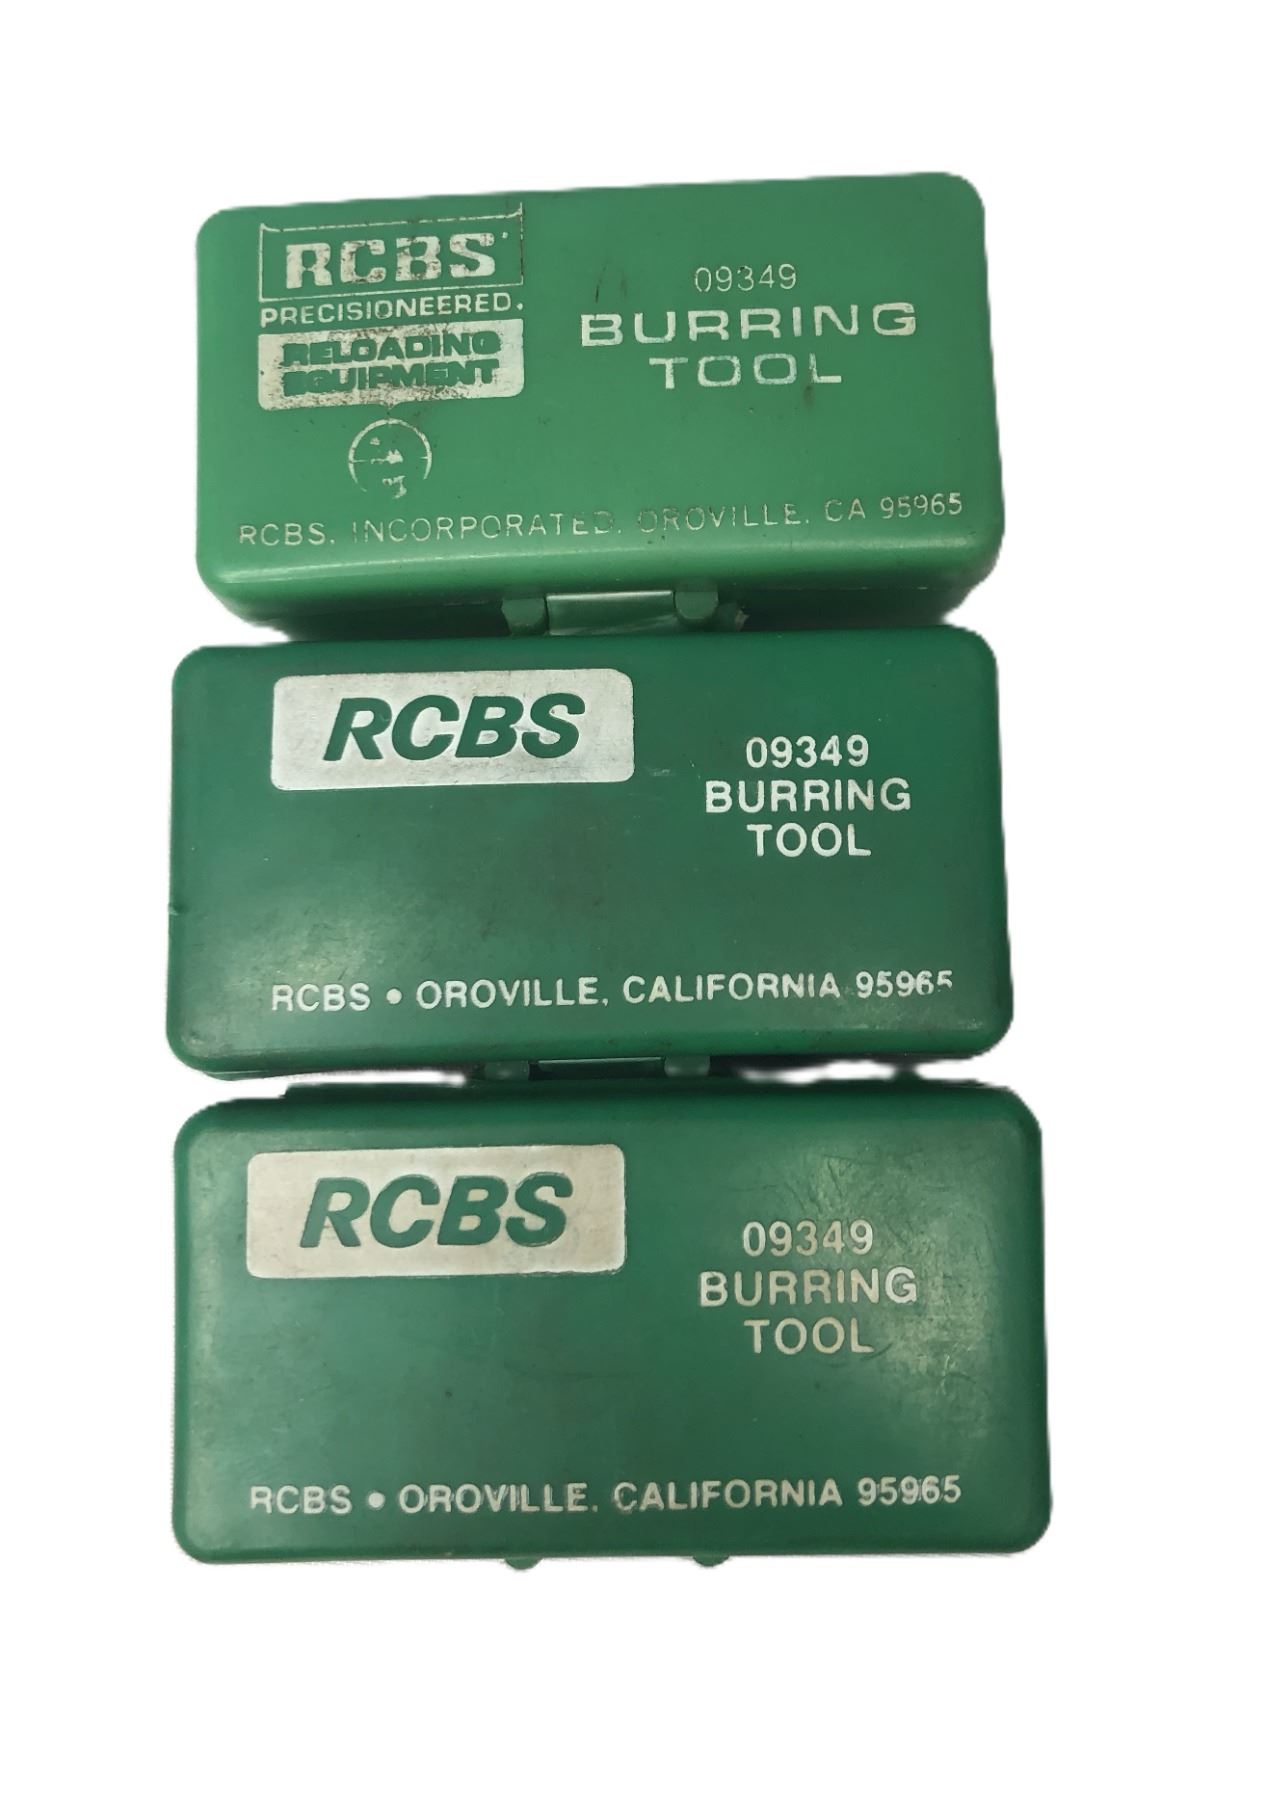 RCBS
PRECISIONEERED.
RELOADING
EQUIPMENT
09349
BURRING
TOOL
RCBS, INCORPORATED, OROVILLE, CA 95965
RCBS
09349
BURRING
TOOL
RCBS • OROVILLE, CALIFORNIA 95965
RCBS
09349
BURRING
TOOL
RCBS • OROVILLE, CALIFORNIA 95965